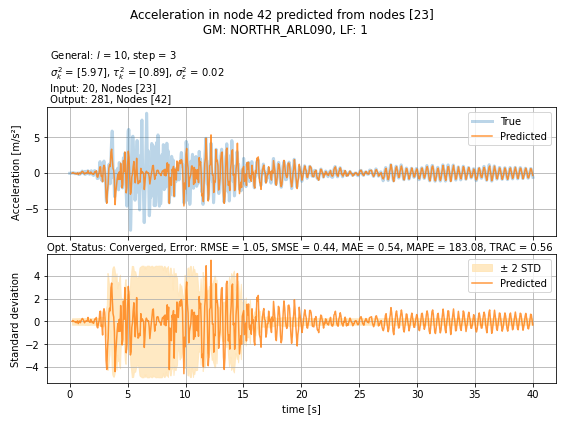 Acceleration in node 42 predicted from nodes [23]
GM: NORTHR_ARL090, LF: 1
General: l = 10, step = 3
σ²ₖ = [5.97], τ²ₖ = [0.89], σ²ε = 0.02
Input: 20, Nodes [23]
Output: 281, Nodes [42]
True
Predicted
Acceleration [m/s²]
5
0
−5
Opt. Status: Converged, Error: RMSE = 1.05, SMSE = 0.44, MAE = 0.54, MAPE = 183.08, TRAC = 0.56
± 2 STD
Predicted
Standard deviation
4
2
0
−2
−4
0 5 10 15 20 25 30 35 40
time [s]